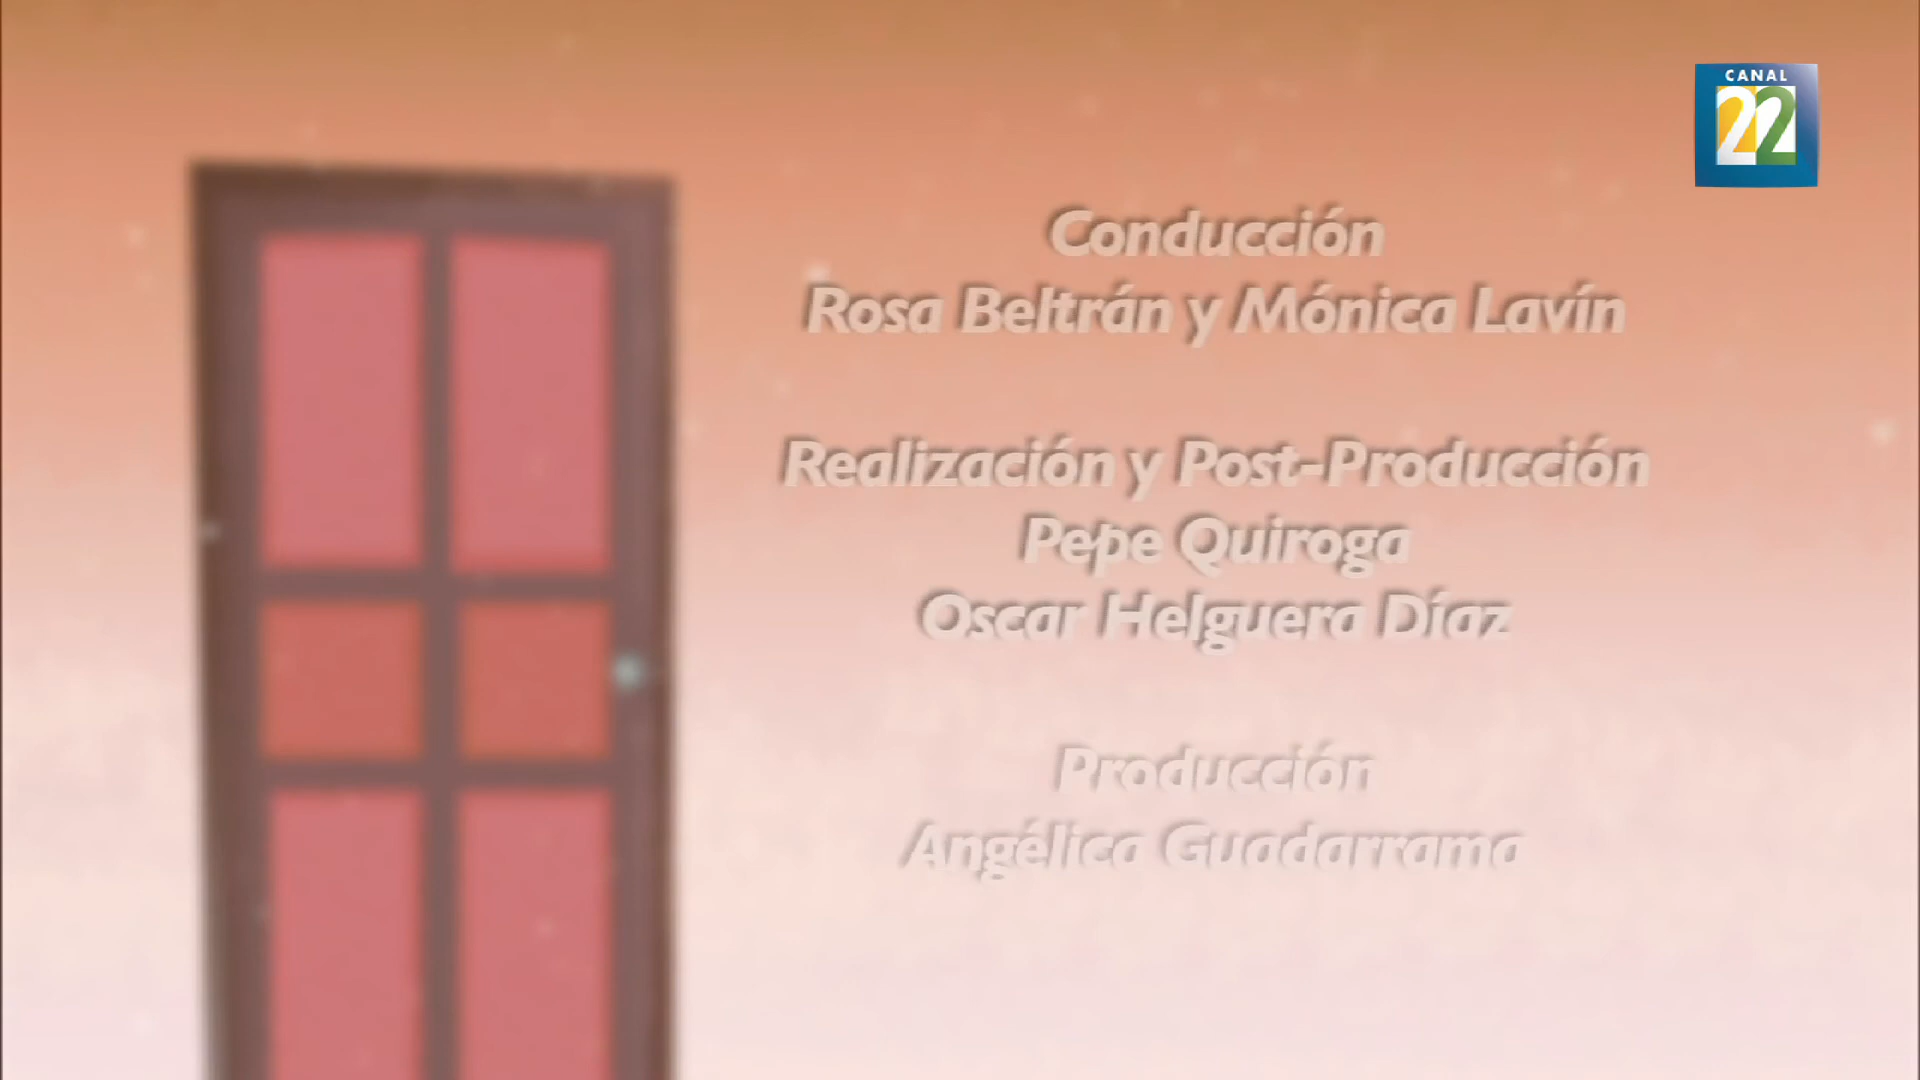 CANAL
22
Conducción
Rosa Beltrán y Mónica Lavín
Realización y Post-Producción
Pepe Quiroga
Oscar Helguera Díaz
Producción
Angélica Guadarrama